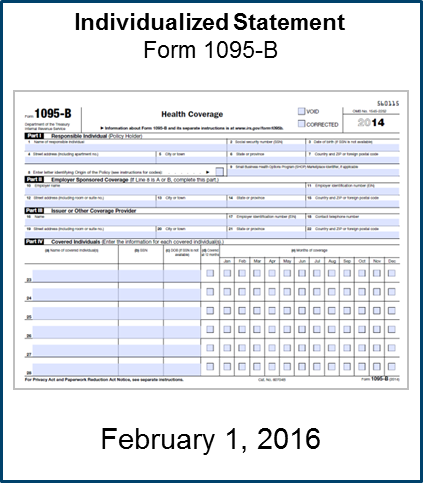 Individualized Statement
Form 1095-B
560115
Form 1095-B
Health Coverage
VOID
CORRECTED
OMB No. 1545-2252
2014
Department of the Treasury
Internal Revenue Service
▶ Information about Form 1095-B and its separate instructions is at www.irs.gov/form1095b.
Part I Responsible Individual (Policy Holder)
1 Name of responsible individual
2 Social security number (SSN)
3 Date of birth (If SSN is not available)
4 Street address (including apartment no.)
5 City or town
6 State or province
7 Country and ZIP or foreign postal code
8 Enter letter identifying Origin of the Policy (see instructions for codes):
9 Small Business Health Options Program (SHOP) Marketplace identifier, if applicable
Part II Employer Sponsored Coverage (If Line 8 is A or B, complete this part.)
10 Employer name
11 Employer identification number (EIN)
12 Street address (including room or suite no.)
13 City or town
14 State or province
15 Country and ZIP or foreign postal code
Part III Issuer or Other Coverage Provider
16 Name
17 Employer identification number (EIN)
18 Contact telephone number
19 Street address (including room or suite no.)
20 City or town
21 State or province
22 Country and ZIP or foreign postal code
Part IV Covered Individuals (Enter the information for each covered individual(s).)
(a) Name of covered individual(s)
(b) SSN
(c) DOB (If SSN is not available)
(d) Covered all 12 months
(e) Months of coverage
Jan Feb Mar Apr May Jun Jul Aug Sep Oct Nov Dec
23
24
25
26
27
28
For Privacy Act and Paperwork Reduction Act Notice, see separate instructions.
Form 1095-B (2014)
February 1, 2016